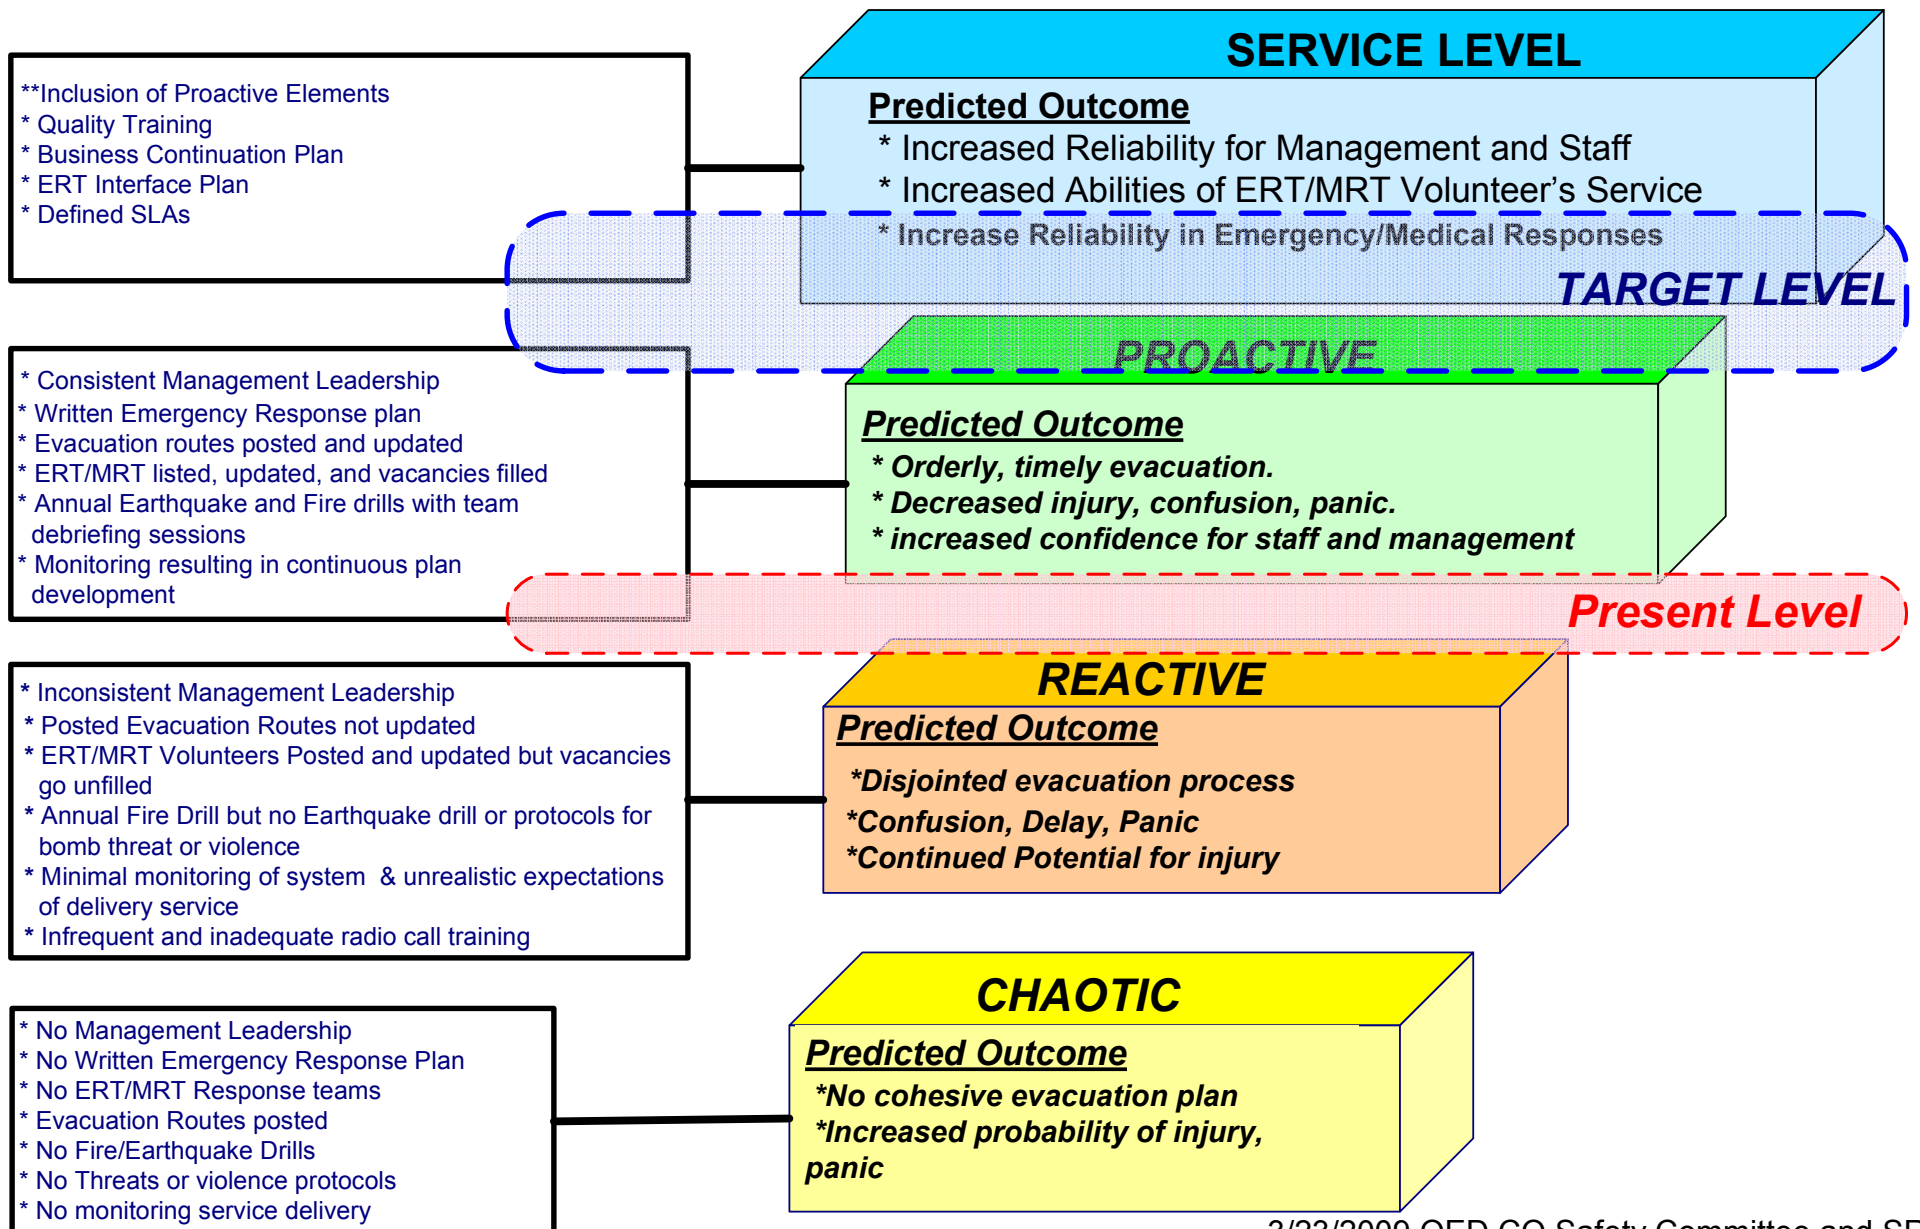 SERVICE LEVEL
**Inclusion of Proactive Elements
* Quality Training
* Business Continuation Plan
* ERT Interface Plan
* Defined SLAs
Predicted Outcome
* Increased Reliability for Management and Staff
* Increased Abilities of ERT/MRT Volunteer's Service
* Increase Reliability in Emergency/Medical Responses
TARGET LEVEL
PROACTIVE
* Consistent Management Leadership
* Written Emergency Response plan
* Evacuation routes posted and updated
* ERT/MRT listed, updated, and vacancies filled
* Annual Earthquake and Fire drills with team
debriefing sessions
* Monitoring resulting in continuous plan
development
Predicted Outcome
* Orderly, timely evacuation.
* Decreased injury, confusion, panic.
* increased confidence for staff and management
Present Level
REACTIVE
* Inconsistent Management Leadership
* Posted Evacuation Routes not updated
* ERT/MRT Volunteers Posted and updated but vacancies
go unfilled
* Annual Fire Drill but no Earthquake drill or protocols for
bomb threat or violence
* Minimal monitoring of system & unrealistic expectations
of delivery service
* Infrequent and inadequate radio call training
Predicted Outcome
*Disjointed evacuation process
*Confusion, Delay, Panic
*Continued Potential for injury
CHAOTIC
* No Management Leadership
* No Written Emergency Response Plan
* No ERT/MRT Response teams
* Evacuation Routes posted
* No Fire/Earthquake Drills
* No Threats or violence protocols
* No monitoring service delivery
Predicted Outcome
*No cohesive evacuation plan
*Increased probability of injury,
panic
3/23/2009 OED CO Safety Committee and